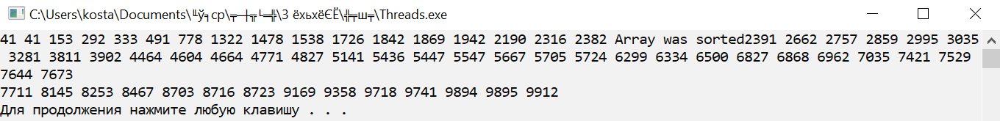 C:\Users\kosta\Documents\╙ў╕ср\╤╪╦└═╬\3 ёхьхёЄЁ\╬╤ш╤\Threads.exe
41 41 153 292 333 491 778 1322 1478 1538 1726 1842 1869 1942 2190 2316 2382 Array was sorted2391 2662 2757 2859 2995 3035
3281 3811 3902 4464 4604 4664 4771 4827 5141 5436 5447 5547 5667 5705 5724 6299 6334 6500 6827 6868 6962 7035 7421 7529
7644 7673
7711 8145 8253 8467 8703 8716 8723 9169 9358 9718 9741 9894 9895 9912
Для продолжения нажмите любую клавишу . . .